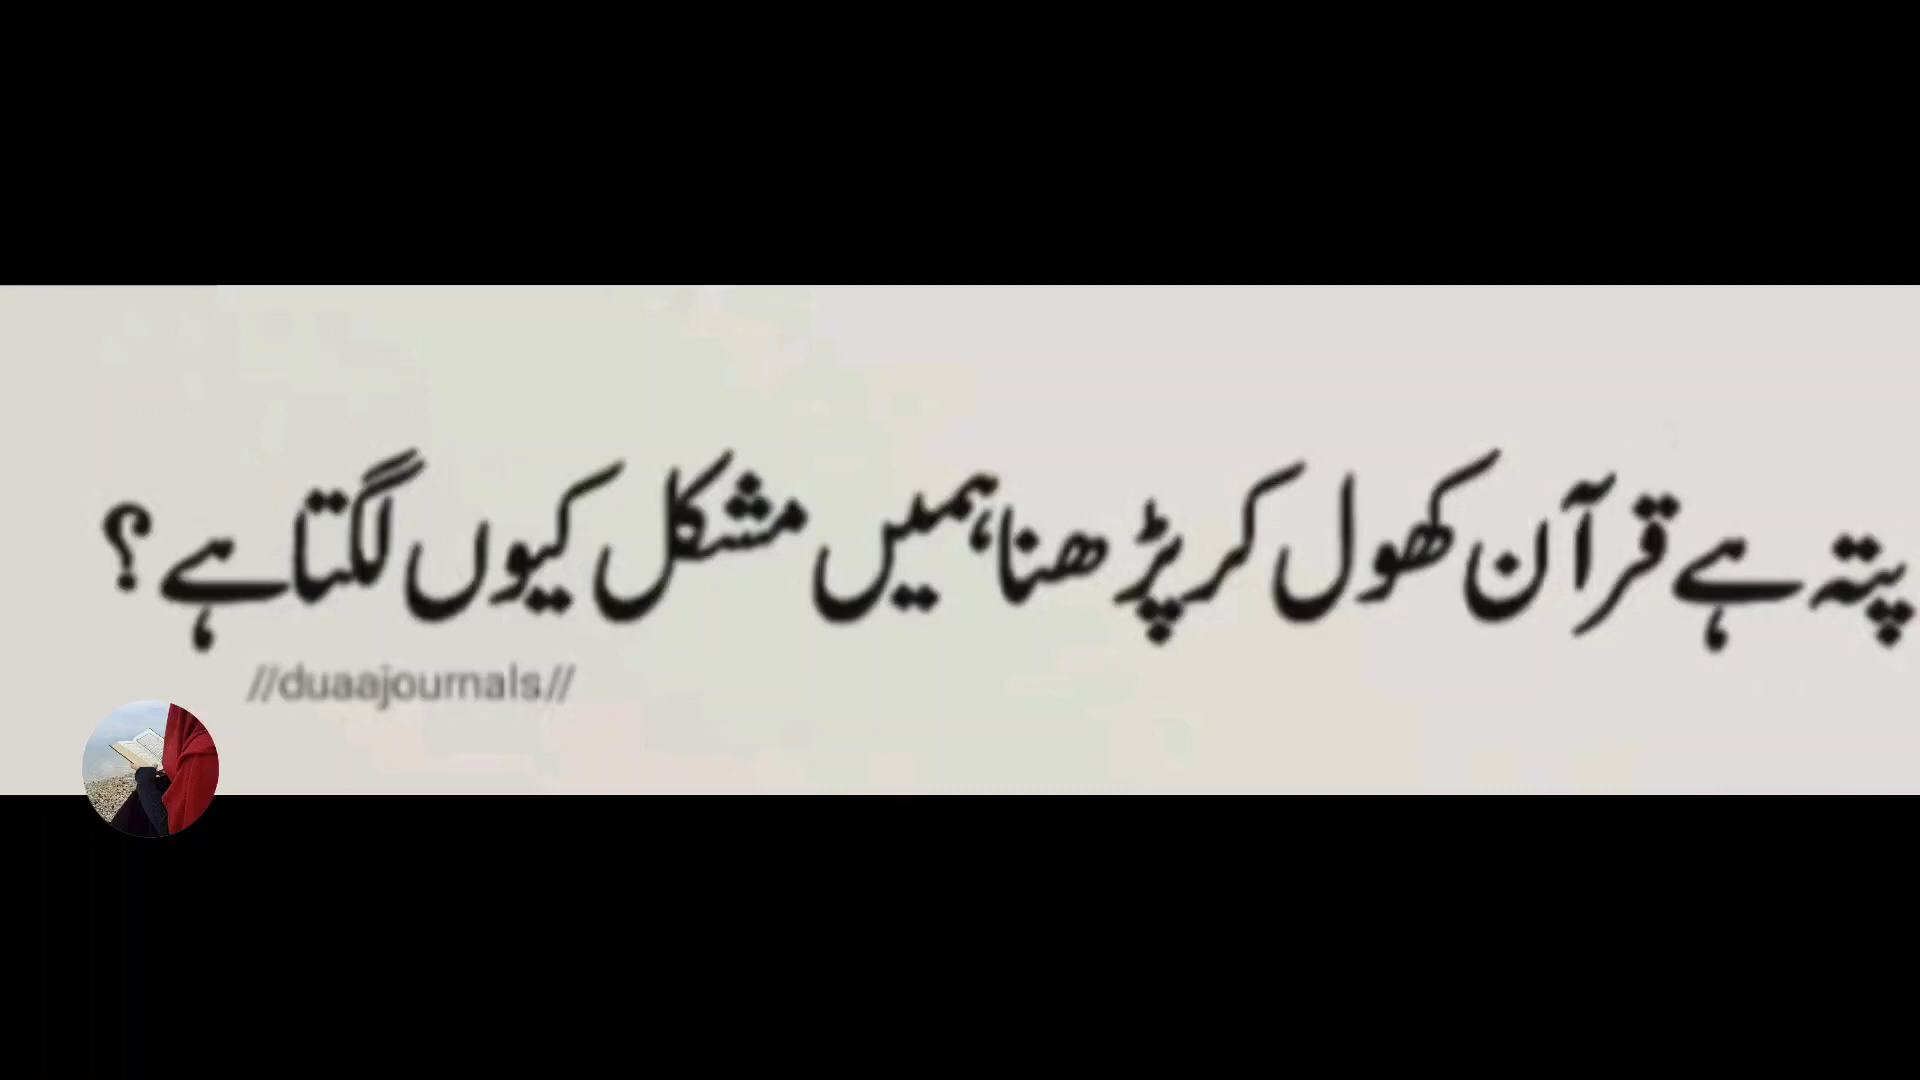 پتہ ہے قرآن کھول کر پڑھنا ہمیں مشکل کیوں لگتا ہے؟
//duaajournals//